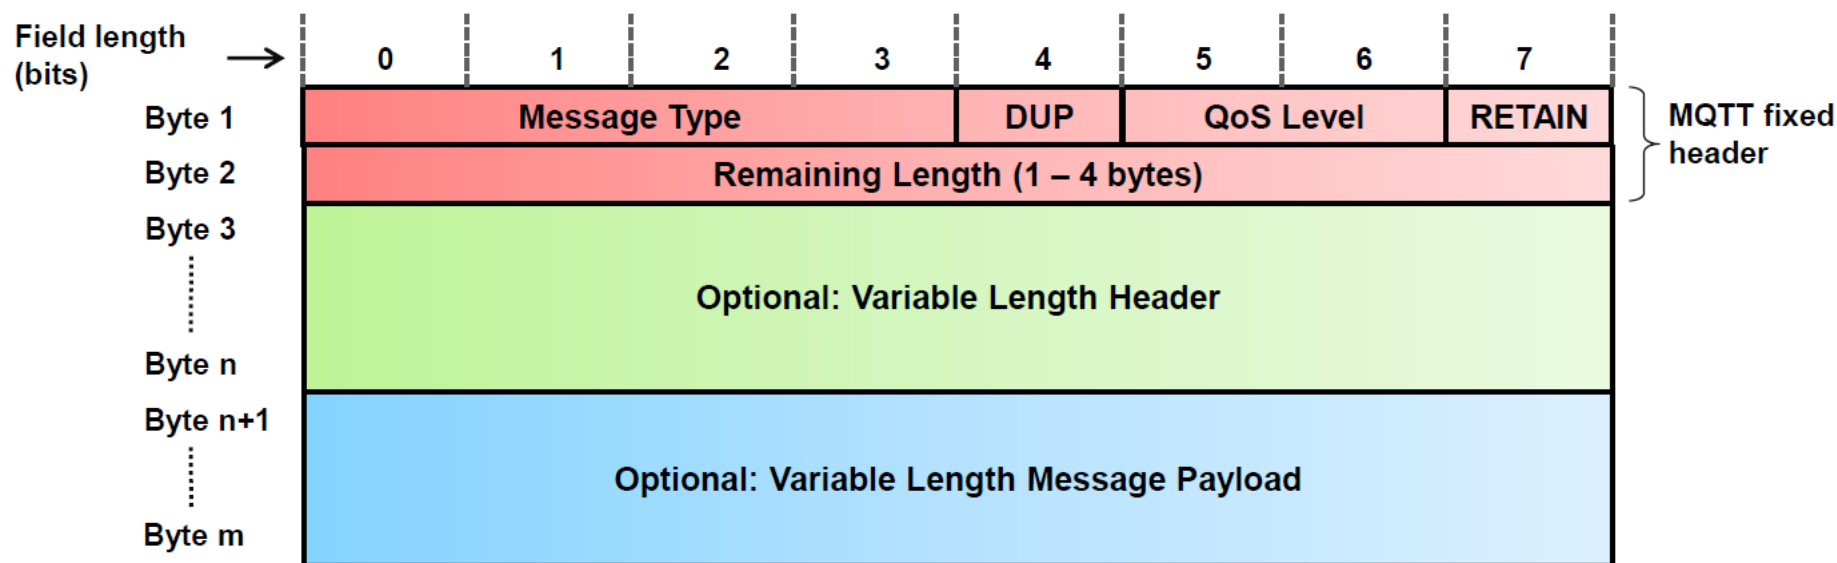 Field length
(bits)
0 1 2 3 4 5 6 7
Byte 1
Message Type DUP QoS Level RETAIN
MQTT fixed
header
Byte 2
Remaining Length (1 – 4 bytes)
Byte 3
Optional: Variable Length Header
Byte n
Byte n+1
Optional: Variable Length Message Payload
Byte m